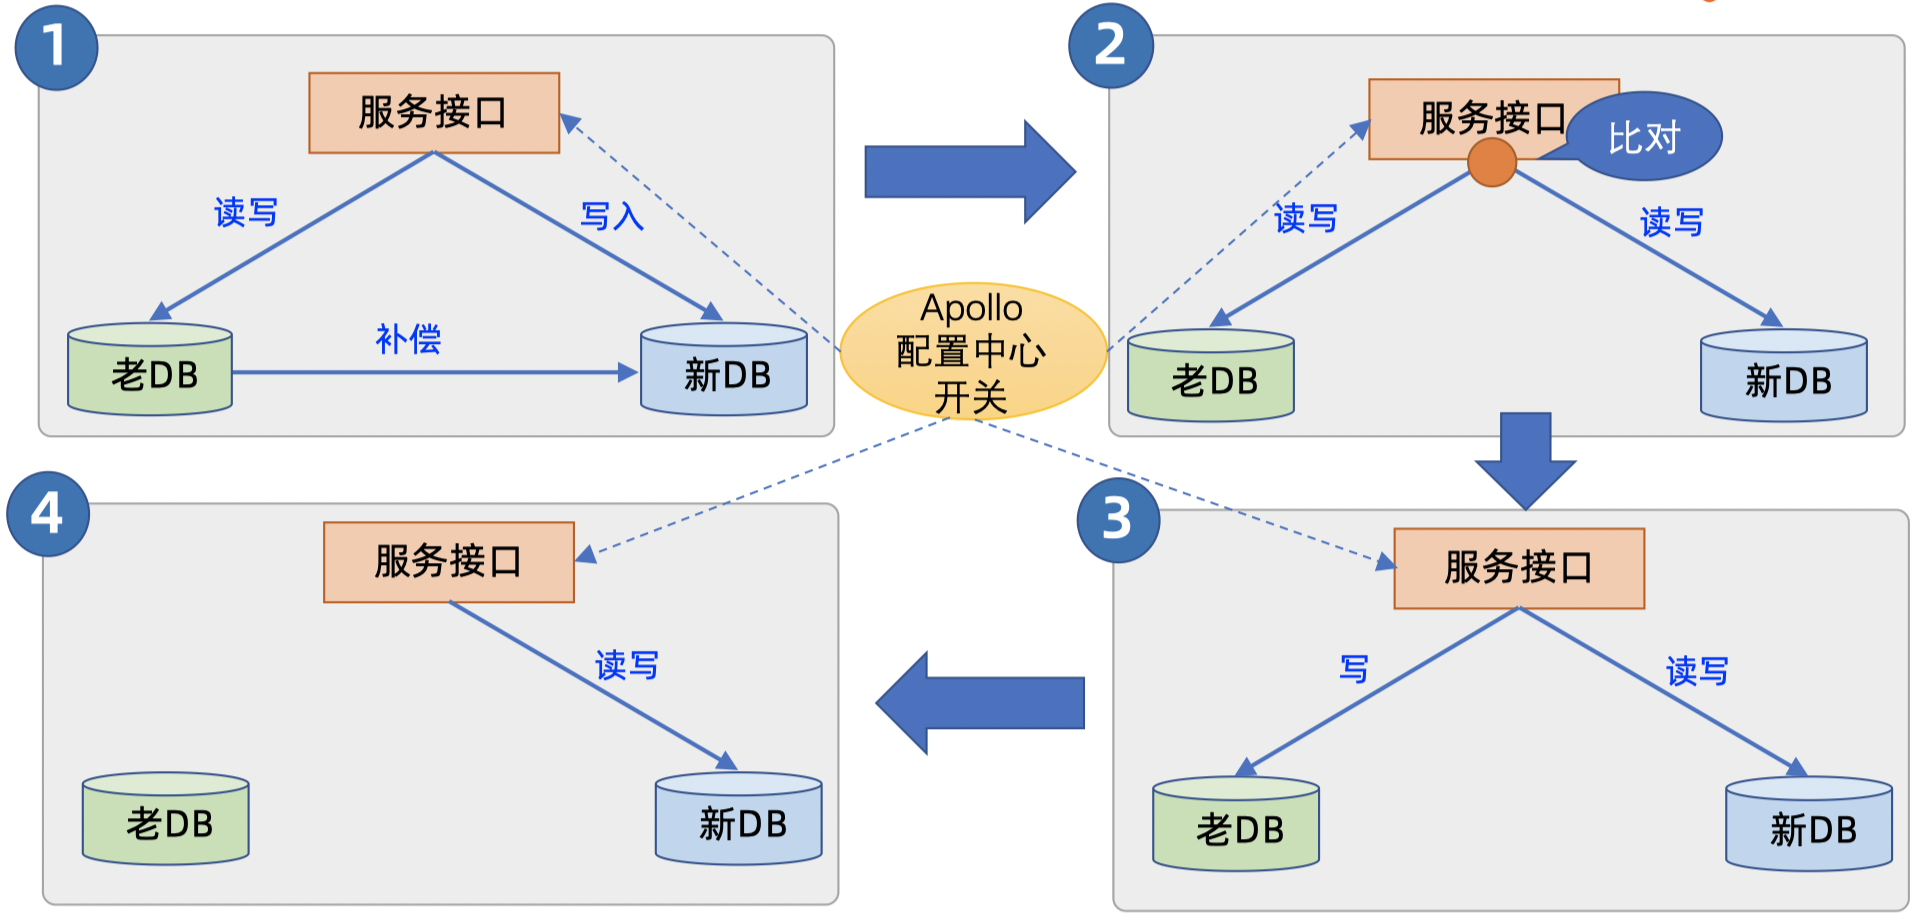 1
服务接口
读写
写入
补偿
老DB
新DB
2
服务接口
比对
读写
读写
老DB
新DB
Apollo
配置中心
开关
3
服务接口
写
读写
老DB
新DB
4
服务接口
读写
老DB
新DB